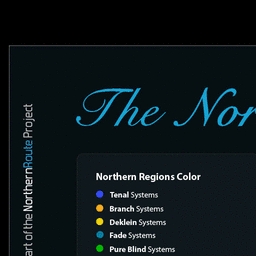 The Nor
art of the NorthernRoute Project
Northern Regions Color
Tenal Systems
Branch Systems
Deklein Systems
Fade Systems
Pure Blind Systems